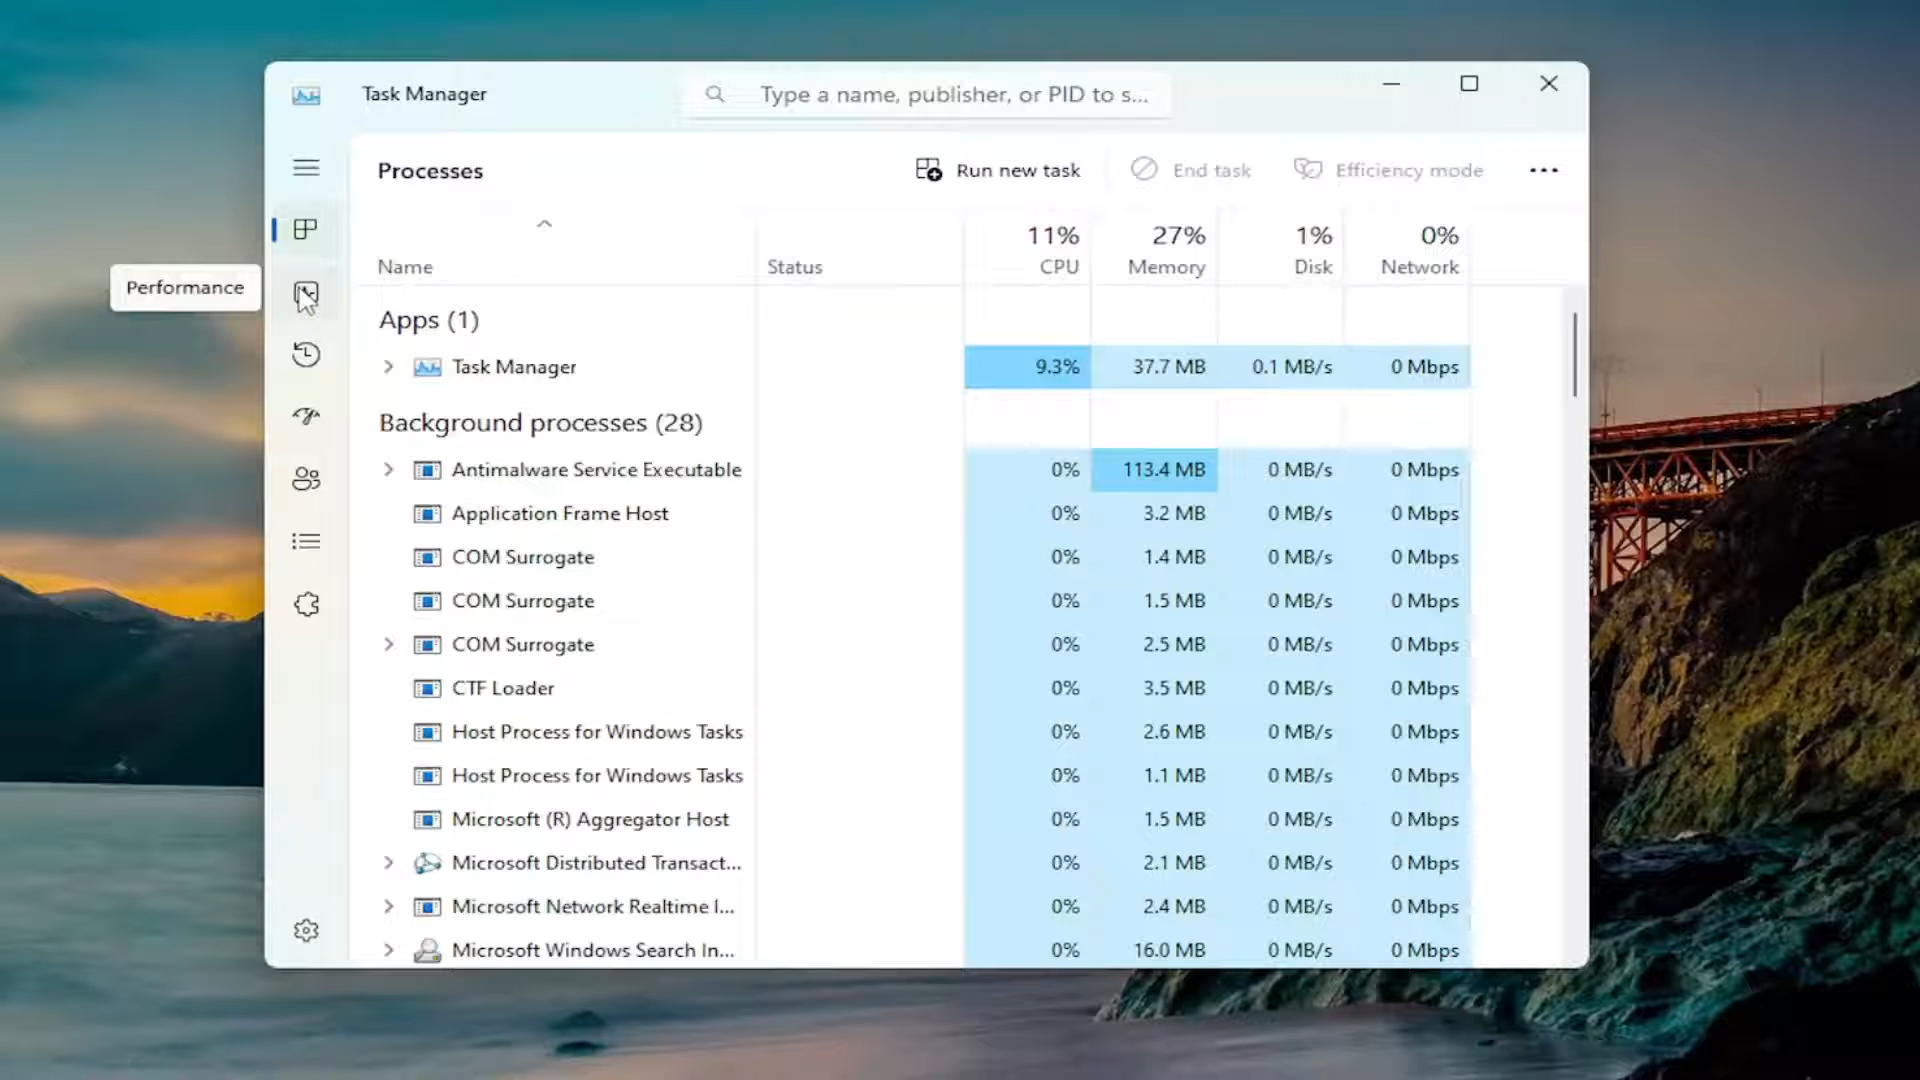 Task Manager
Type a name, publisher, or PID to s...
Processes
Run new task
End task
Efficiency mode
11% 27% 1% 0%
Name Status CPU Memory Disk Network
Performance
Apps (1)
Task Manager 9.3% 37.7 MB 0.1 MB/s 0 Mbps
Background processes (28)
Antimalware Service Executable 0% 113.4 MB 0 MB/s 0 Mbps
Application Frame Host 0% 3.2 MB 0 MB/s 0 Mbps
COM Surrogate 0% 1.4 MB 0 MB/s 0 Mbps
COM Surrogate 0% 1.5 MB 0 MB/s 0 Mbps
COM Surrogate 0% 2.5 MB 0 MB/s 0 Mbps
CTF Loader 0% 3.5 MB 0 MB/s 0 Mbps
Host Process for Windows Tasks 0% 2.6 MB 0 MB/s 0 Mbps
Host Process for Windows Tasks 0% 1.1 MB 0 MB/s 0 Mbps
Microsoft (R) Aggregator Host 0% 1.5 MB 0 MB/s 0 Mbps
Microsoft Distributed Transact... 0% 2.1 MB 0 MB/s 0 Mbps
Microsoft Network Realtime I... 0% 2.4 MB 0 MB/s 0 Mbps
Microsoft Windows Search In... 0% 16.0 MB 0 MB/s 0 Mbps